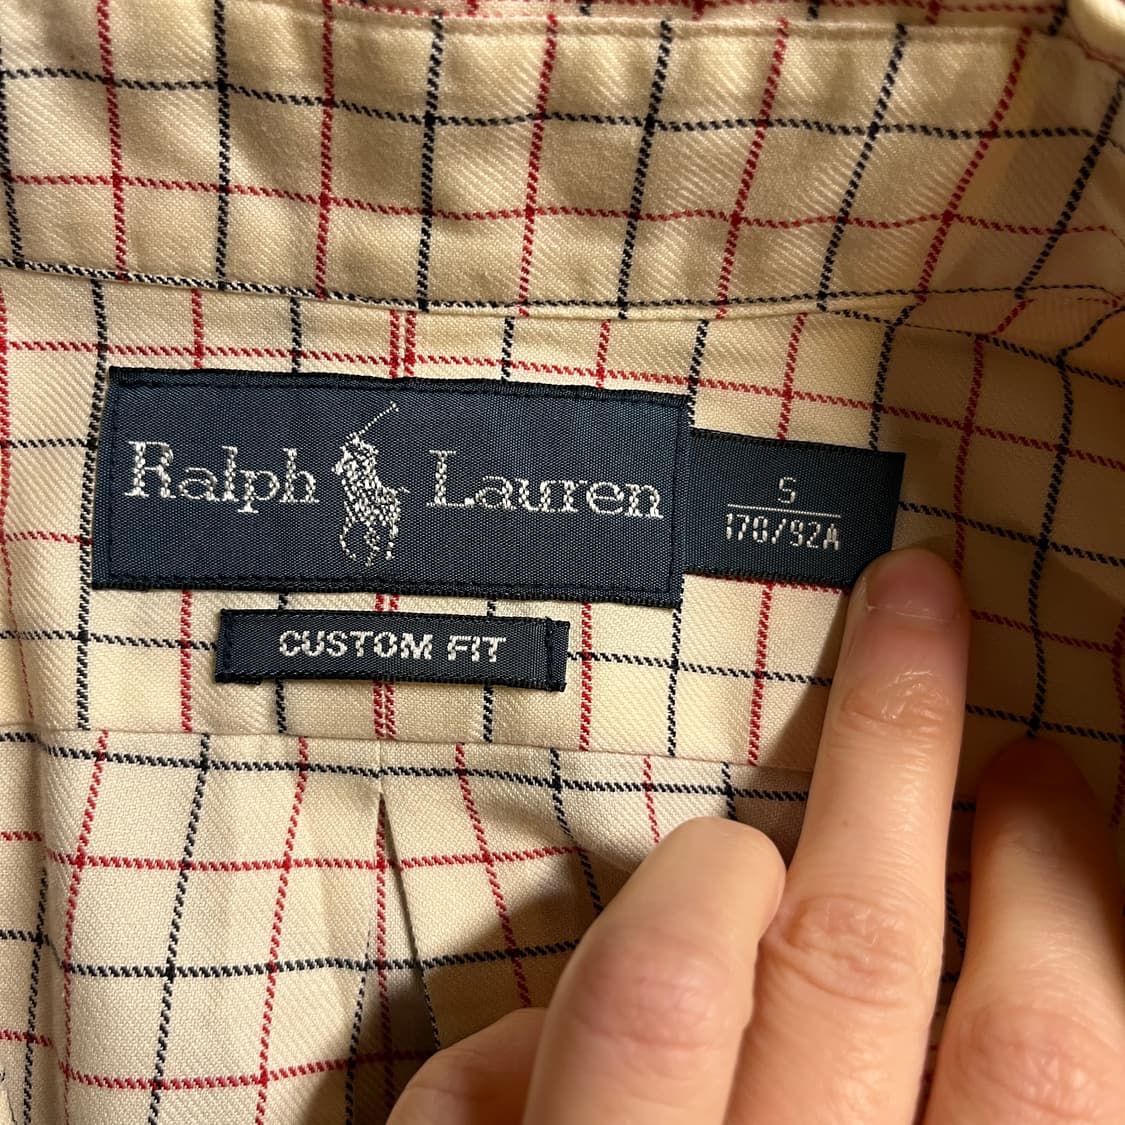 Ralph Lauren
S
170/92A
CUSTOM FIT